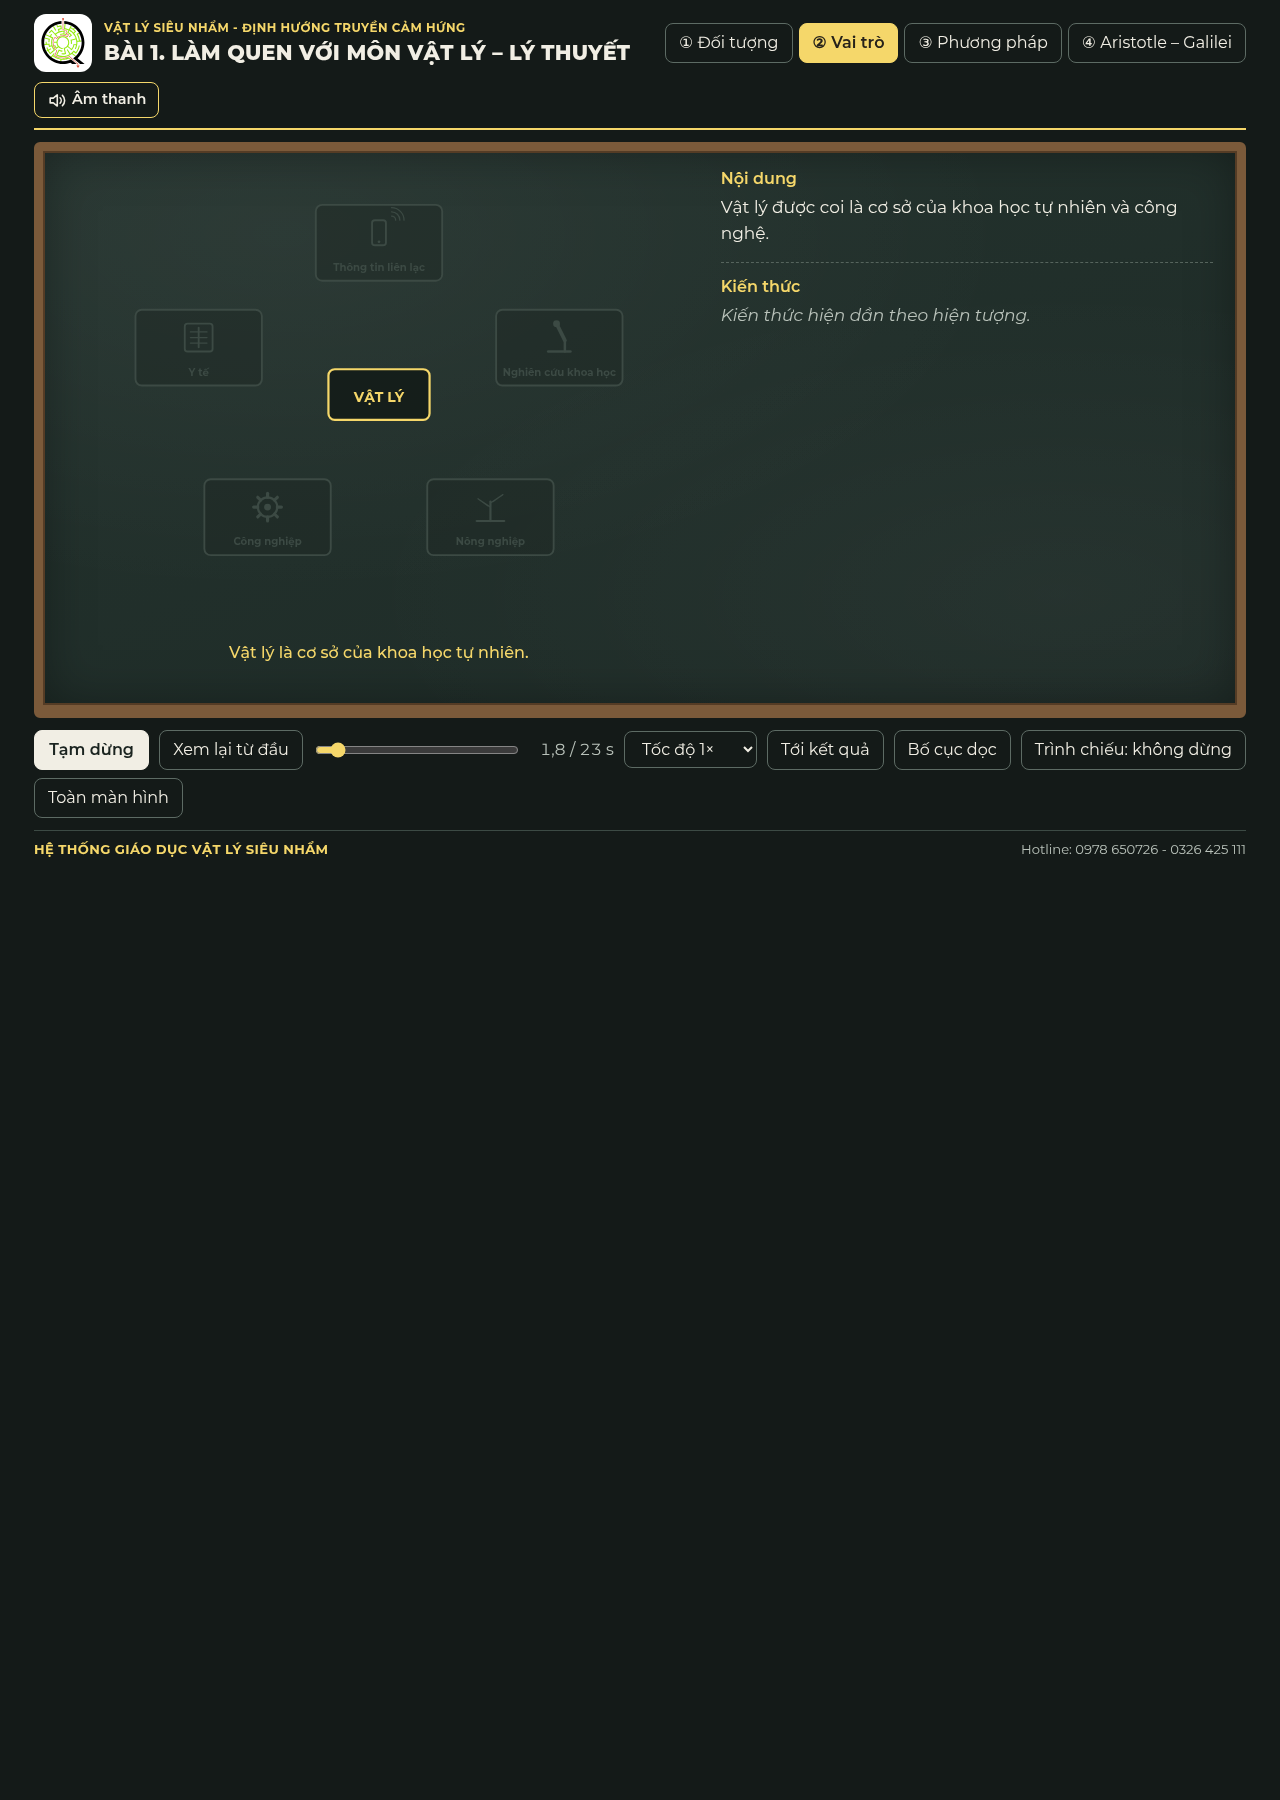 VẬT LÝ SIÊU NHẨM - ĐỊNH HƯỚNG TRUYỀN CẢM HỨNG
BÀI 1. LÀM QUEN VỚI MÔN VẬT LÝ – LÝ THUYẾT
① Đối tượng
② Vai trò
③ Phương pháp
④ Aristotle – Galilei
Âm thanh
Thông tin liên lạc
Y tế
Nghiên cứu khoa học
VẬT LÝ
Công nghiệp
Nông nghiệp
Vật lý là cơ sở của khoa học tự nhiên.
Nội dung
Vật lý được coi là cơ sở của khoa học tự nhiên và công
nghệ.
Kiến thức
Kiến thức hiện dần theo hiện tượng.
Tạm dừng
Xem lại từ đầu
1,8 / 23 s
Tốc độ 1×
Tới kết quả
Bố cục dọc
Trình chiếu: không dừng
Toàn màn hình
HỆ THỐNG GIÁO DỤC VẬT LÝ SIÊU NHẨM
Hotline: 0978 650726 - 0326 425 111